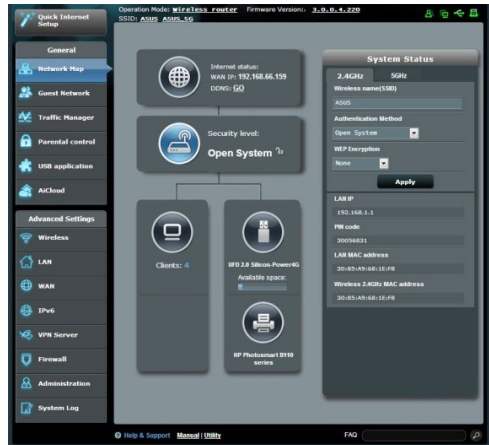 Quick Internet
Setup
Operation Mode: Wireless router Firmware Version: 3.0.0.4.220
SSID: ASUS ASUS_5G
General
Network Map
Guest Network
Traffic Manager
Parental control
USB application
AiCloud
Advanced Settings
Wireless
LAN
WAN
IPv6
VPN Server
Firewall
Administration
System Log
Internet status:
WAN IP: 192.168.66.159
DDNS: GO
Security level:
Open System
Clients: 4
UFD 2.0 Silicon-Power4G
Available space:
HP Photosmart B110
series
System Status
2.4GHz 5GHz
Wireless name(SSID)
ASUS
Authentication Method
Open System
WEP Encryption
None
Apply
LAN IP
192.168.1.1
PIN code
30056831
LAN MAC address
30:85:A9:68:1E:F8
Wireless 2.4GHz MAC address
30:85:A9:68:1E:F8
Help & Support Manual | Utility FAQ